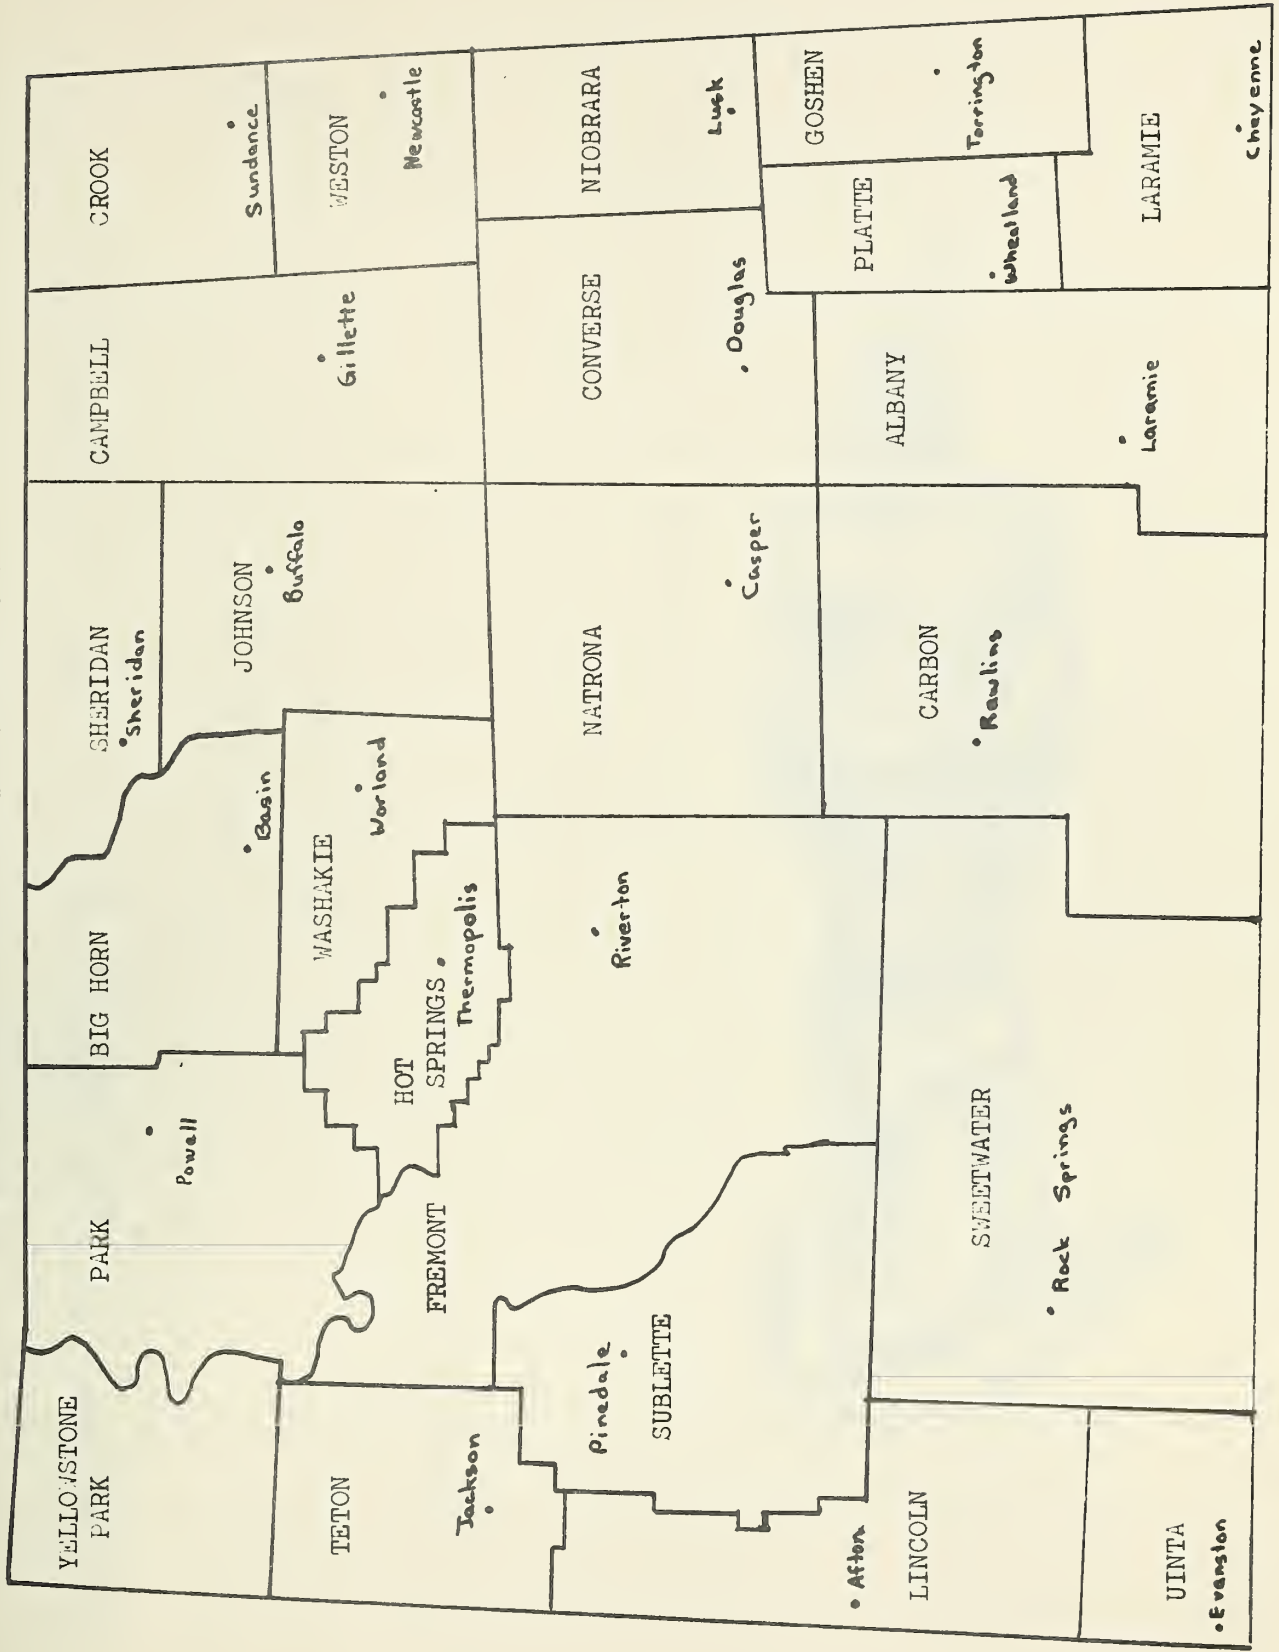 YELLOWSTONE
PARK
PARK
Powell
BIG HORN
Basin
SHERIDAN
Sheridan
JOHNSON
Buffalo
CAMPBELL
Gillette
CROOK
Sundance
WESTON
Newcastle
TETON
Jackson
FREMONT
Riverton
HOT
SPRINGS
Thermopolis
WASHAKIE
Worland
NATRONA
Casper
CONVERSE
Douglas
NIOBRARA
Lusk
SUBLETTE
Pinedale
LINCOLN
Afton
UINTA
Evanston
SWEETWATER
Rock Springs
CARBON
Rawlins
ALBANY
Laramie
PLATTE
Wheatland
GOSHEN
Torrington
LARAMIE
Cheyenne